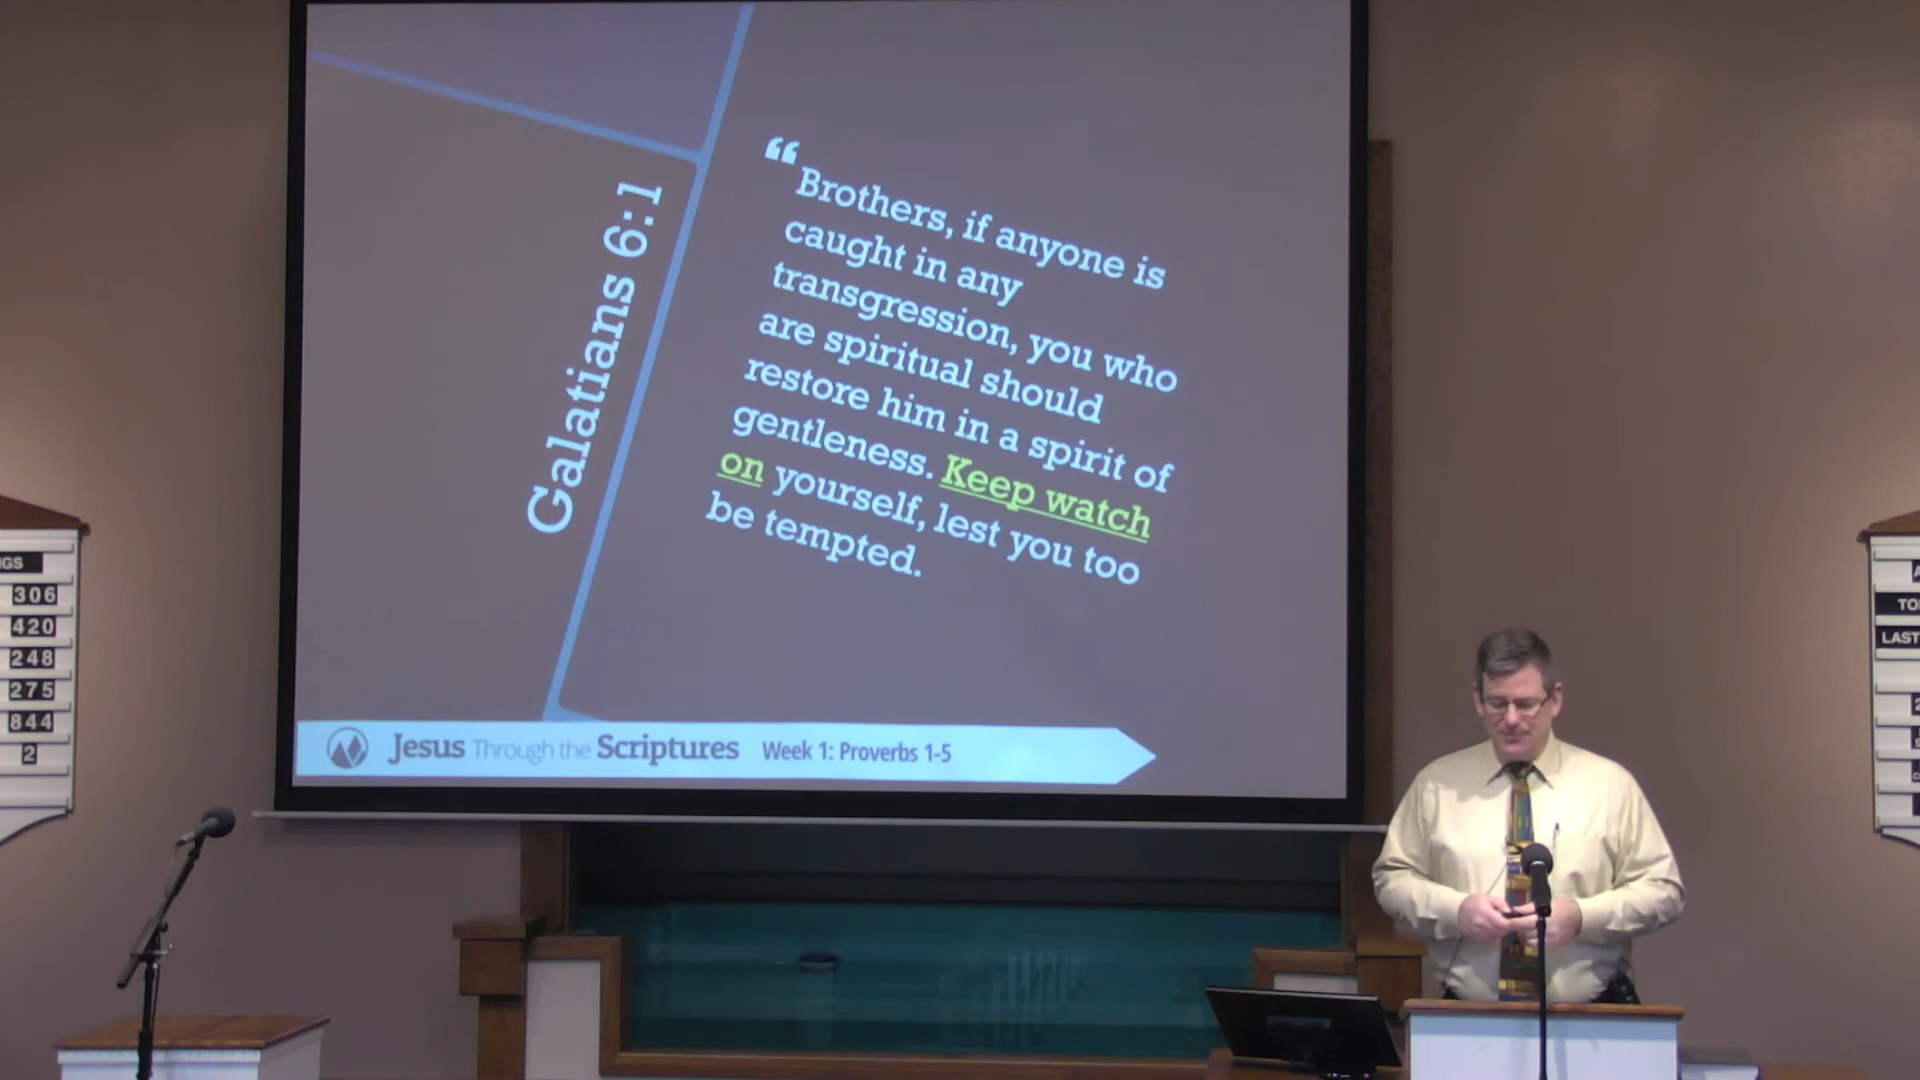 Galatians 6:1
“Brothers, if anyone is
caught in any
transgression, you who
are spiritual should
restore him in a spirit of
gentleness. Keep watch
on yourself, lest you too
be tempted.
Jesus Through the Scriptures Week 1: Proverbs 1-5
GS
306
420
248
275
844
2
LAST